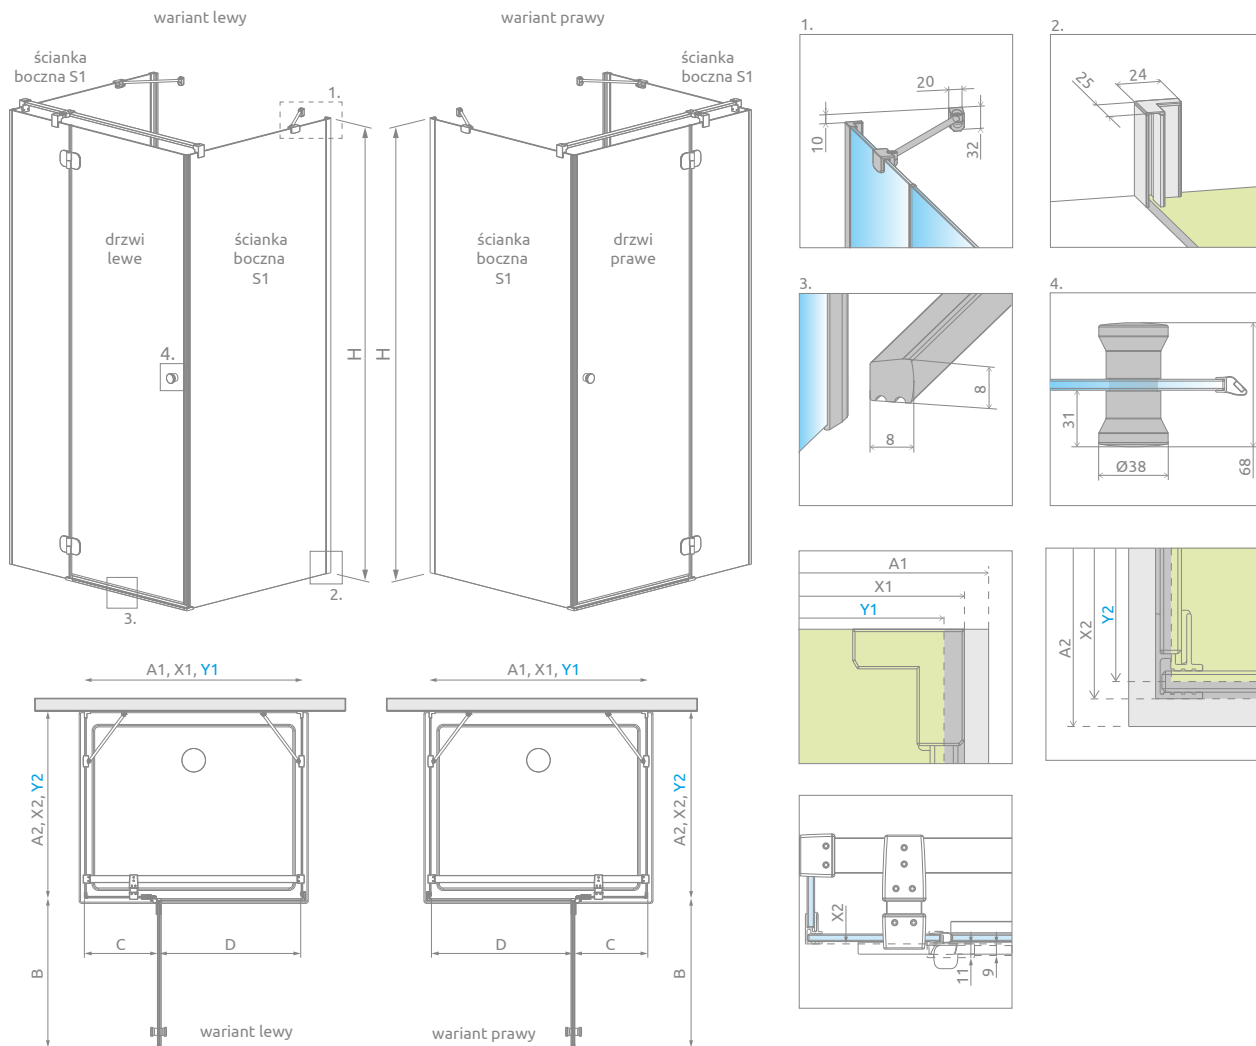 wariant lewy
wariant prawy
ścianka
boczna S1
ścianka
boczna S1
1.
drzwi
lewe
ścianka
boczna
S1
4.
H
H
ścianka
boczna
S1
drzwi
prawe
3.
2.
1.
20
10
32
2.
25
24
3.
8
8
4.
31
Ø38
68
A1, X1, Y1
A2, X2, Y2
C
D
B
wariant lewy
A1, X1, Y1
A2, X2, Y2
D
C
B
wariant prawy
A1
X1
Y1
A2
X2
Y2
X2
11
9